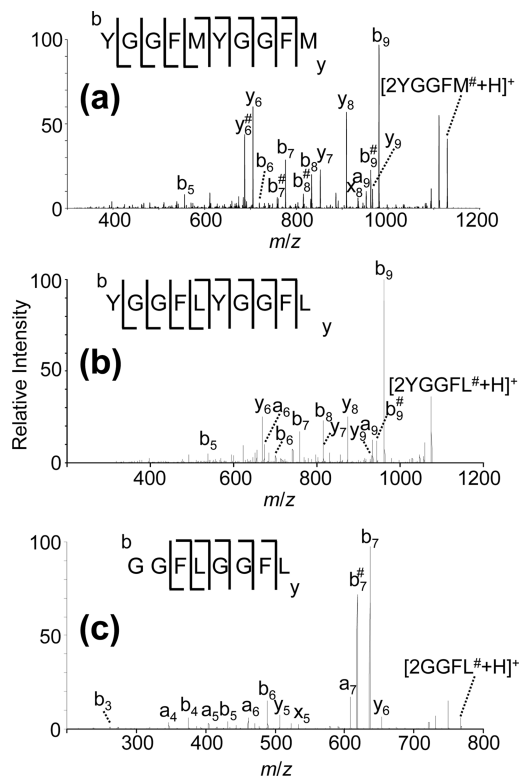 b
YGGFMYGGFM
y
(a)
100
50
0
b5
y6#
y6
b6
b7#
b7
b8#
b8
y7
y8
x8
a9
b9#
b9
y9
[2YGGFM#+H]+
400 600 800 1000 1200
m/z
Relative Intensity
b
YGGFLYGGFL
y
(b)
100
50
0
b5
y6
a6
b6
b7
b8
y7
y8
y9
a9
b9#
b9
[2YGGFL#+H]+
400 600 800 1000 1200
m/z
b
GGFLGGFL
y
(c)
100
50
0
b3
a4
b4
a5
b5
a6
b6
y5
x5
a7
b7#
b7
y6
[2GGFL#+H]+
300 400 500 600 700 800
m/z